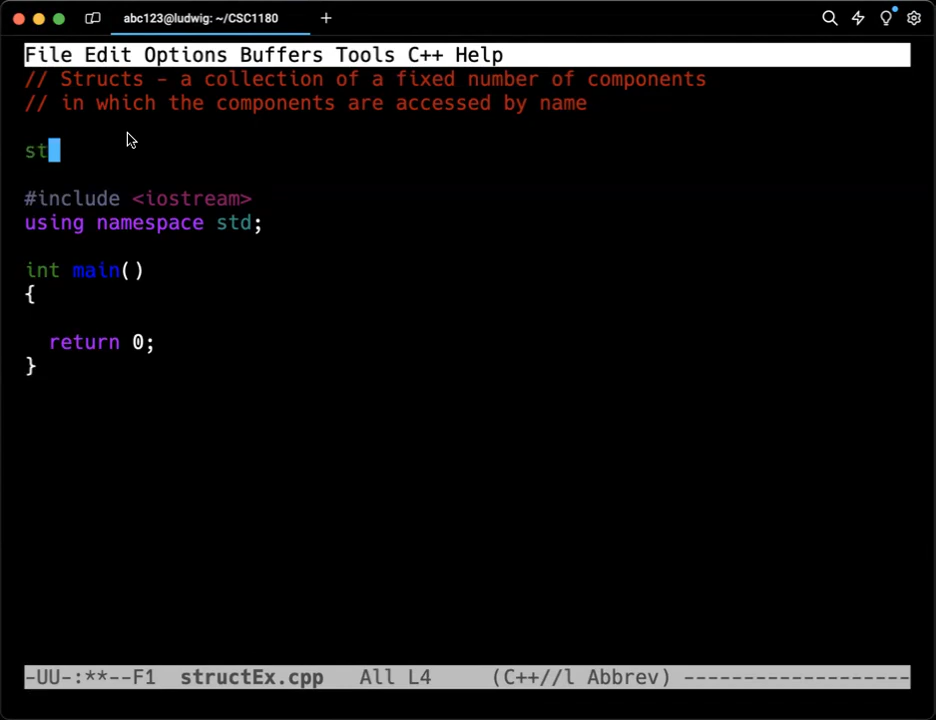 abc123@ludwig: ~/CSC1180 +
File Edit Options Buffers Tools C++ Help
// Structs - a collection of a fixed number of components
// in which the components are accessed by name
st
#include <iostream>
using namespace std;
int main()
{
return 0;
}
-UU-:**--F1 structEx.cpp All L4 (C++//l Abbrev) -------------------